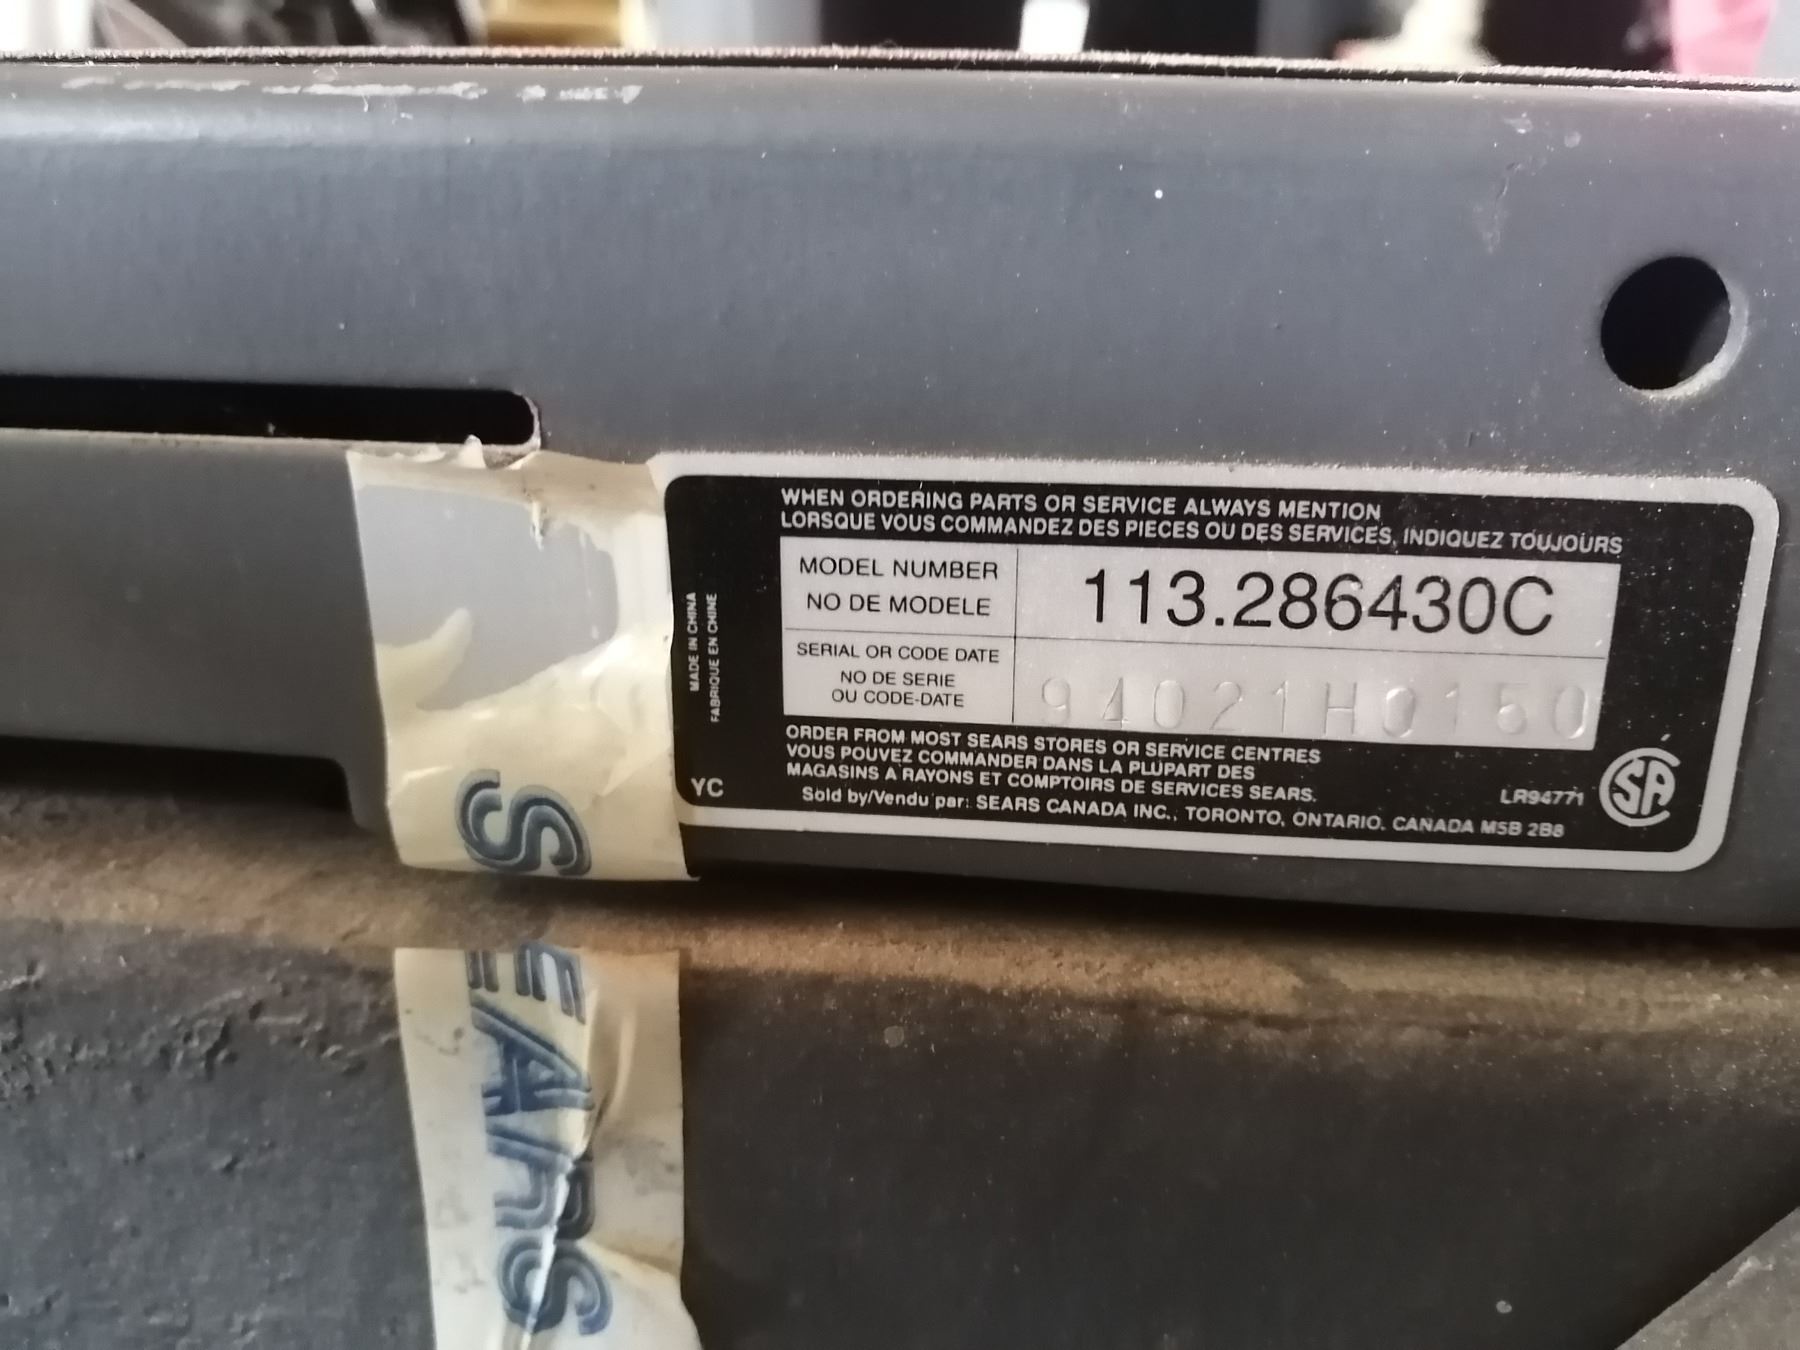 WHEN ORDERING PARTS OR SERVICE ALWAYS MENTION
LORSQUE VOUS COMMANDEZ DES PIECES OU DES SERVICES, INDIQUEZ TOUJOURS
MODEL NUMBER
NO DE MODELE
113.286430C
SERIAL OR CODE DATE
NO DE SERIE
OU CODE-DATE
94021H0150
ORDER FROM MOST SEARS STORES OR SERVICE CENTRES
VOUS POUVEZ COMMANDER DANS LA PLUPART DES
MAGASINS A RAYONS ET COMPTOIRS DE SERVICES SEARS.
Sold by/Vendu par: SEARS CANADA INC., TORONTO, ONTARIO. CANADA M5B 2B8
MADE IN CHINA
FABRIQUE EN CHINE
YC
LR94771
SA
SEARS